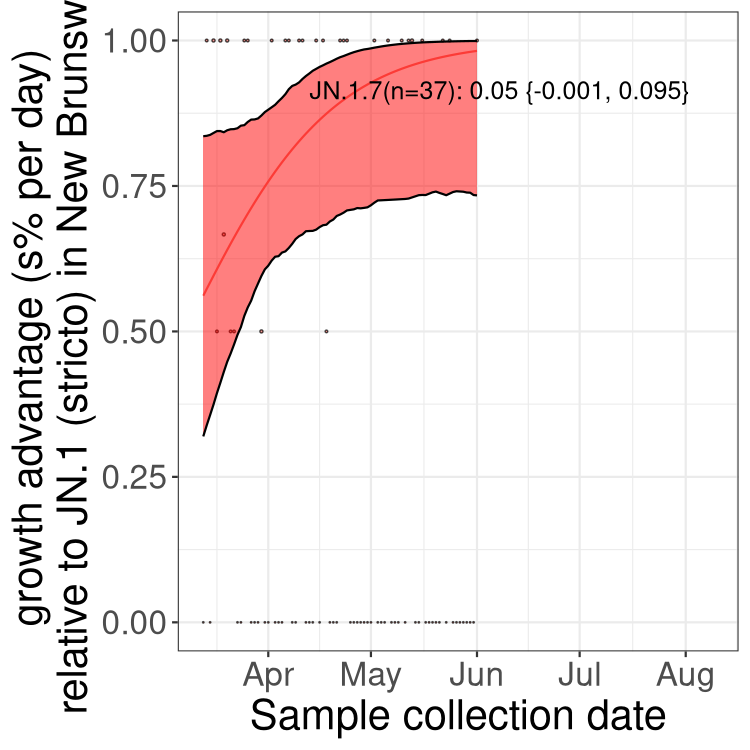 growth advantage (s% per day)
relative to JN.1 (stricto) in New Brunsw
1.00
0.75
0.50
0.25
0.00
JN.1.7(n=37): 0.05 {-0.001, 0.095}
Apr May Jun Jul Aug
Sample collection date